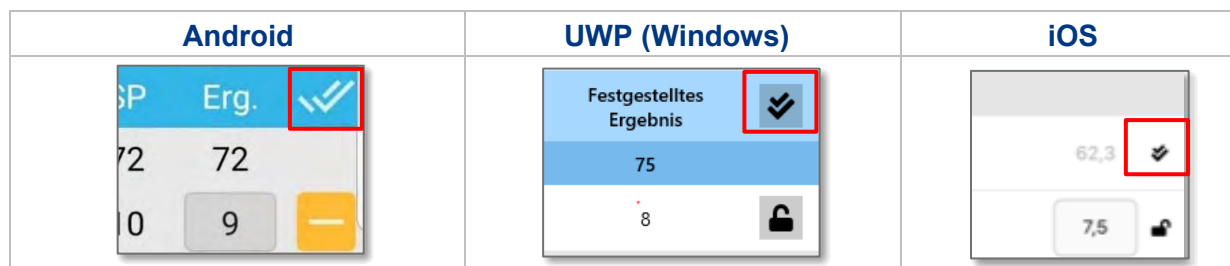 Android UWP (Windows) iOS
SP Erg.
72 72
10 9
Festgestelltes
Ergebnis
75
8
62,3
7,5